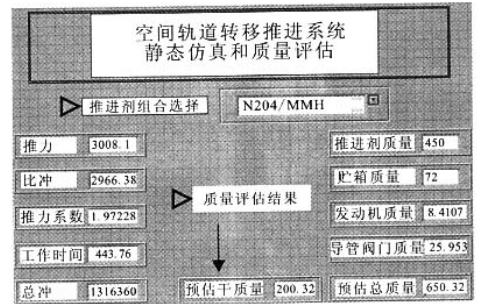 空间轨道转移推进系统
静态仿真和质量评估
推进剂组合选择 N204/MMH
推力 3008.1
推进剂质量 450
比冲 2966.38
贮箱质量 72
质量评估结果
推力系数 1.97228
发动机质量 8.4107
工作时间 443.76
导管阀门质量 25.953
总冲 1316360
预估干质量 200.32
预估总质量 650.32